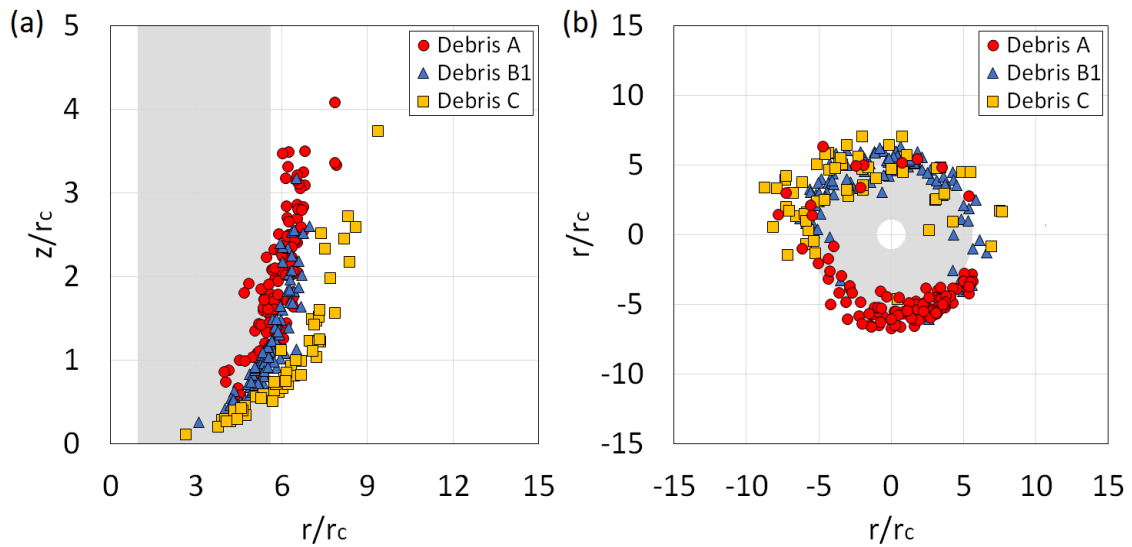 (a)
5
4
3
2
1
0
z/rc
0 3 6 9 12 15
r/rc
Debris A
Debris B1
Debris C
(b)
15
10
5
0
-5
-10
-15
r/rc
-15 -10 -5 0 5 10 15
r/rc
Debris A
Debris B1
Debris C